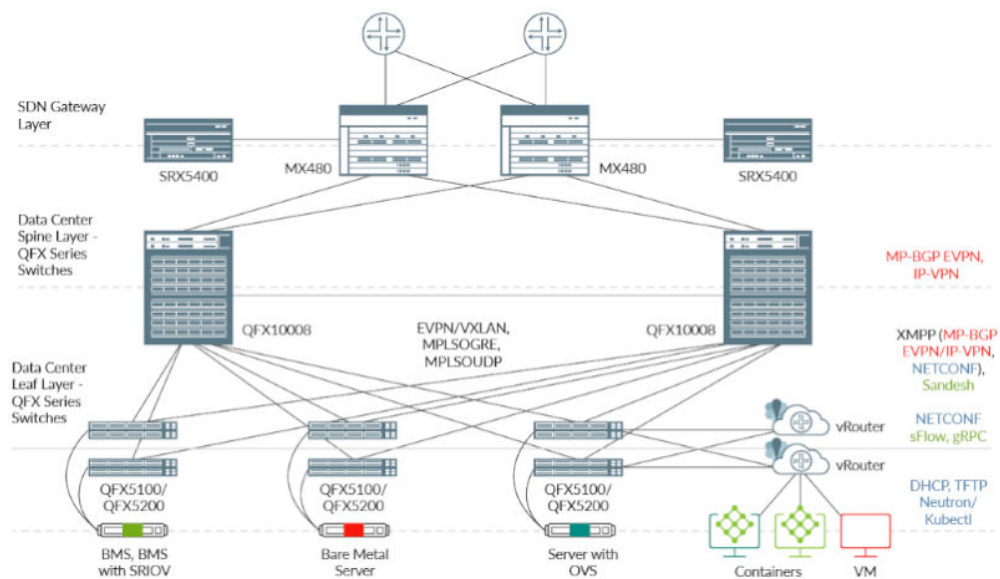 SDN Gateway
Layer
SRX5400
MX480
MX480
SRX5400
Data Center
Spine Layer -
QFX Series
Switches
MP-BGP EVPN,
IP-VPN
QFX10008
EVPN/VXLAN,
MPLSOGRE,
MPLSOUDP
QFX10008
XMPP (MP-BGP
EVPN/IP-VPN,
NETCONF),
Sandesh
Data Center
Leaf Layer -
QFX Series
Switches
vRouter
NETCONF
sFlow, gRPC
vRouter
QFX5100/
QFX5200
QFX5100/
QFX5200
QFX5100/
QFX5200
DHCP, TFTP
Neutron/
Kubectl
BMS, BMS
with SRIOV
Bare Metal
Server
Server with
OVS
Containers
VM